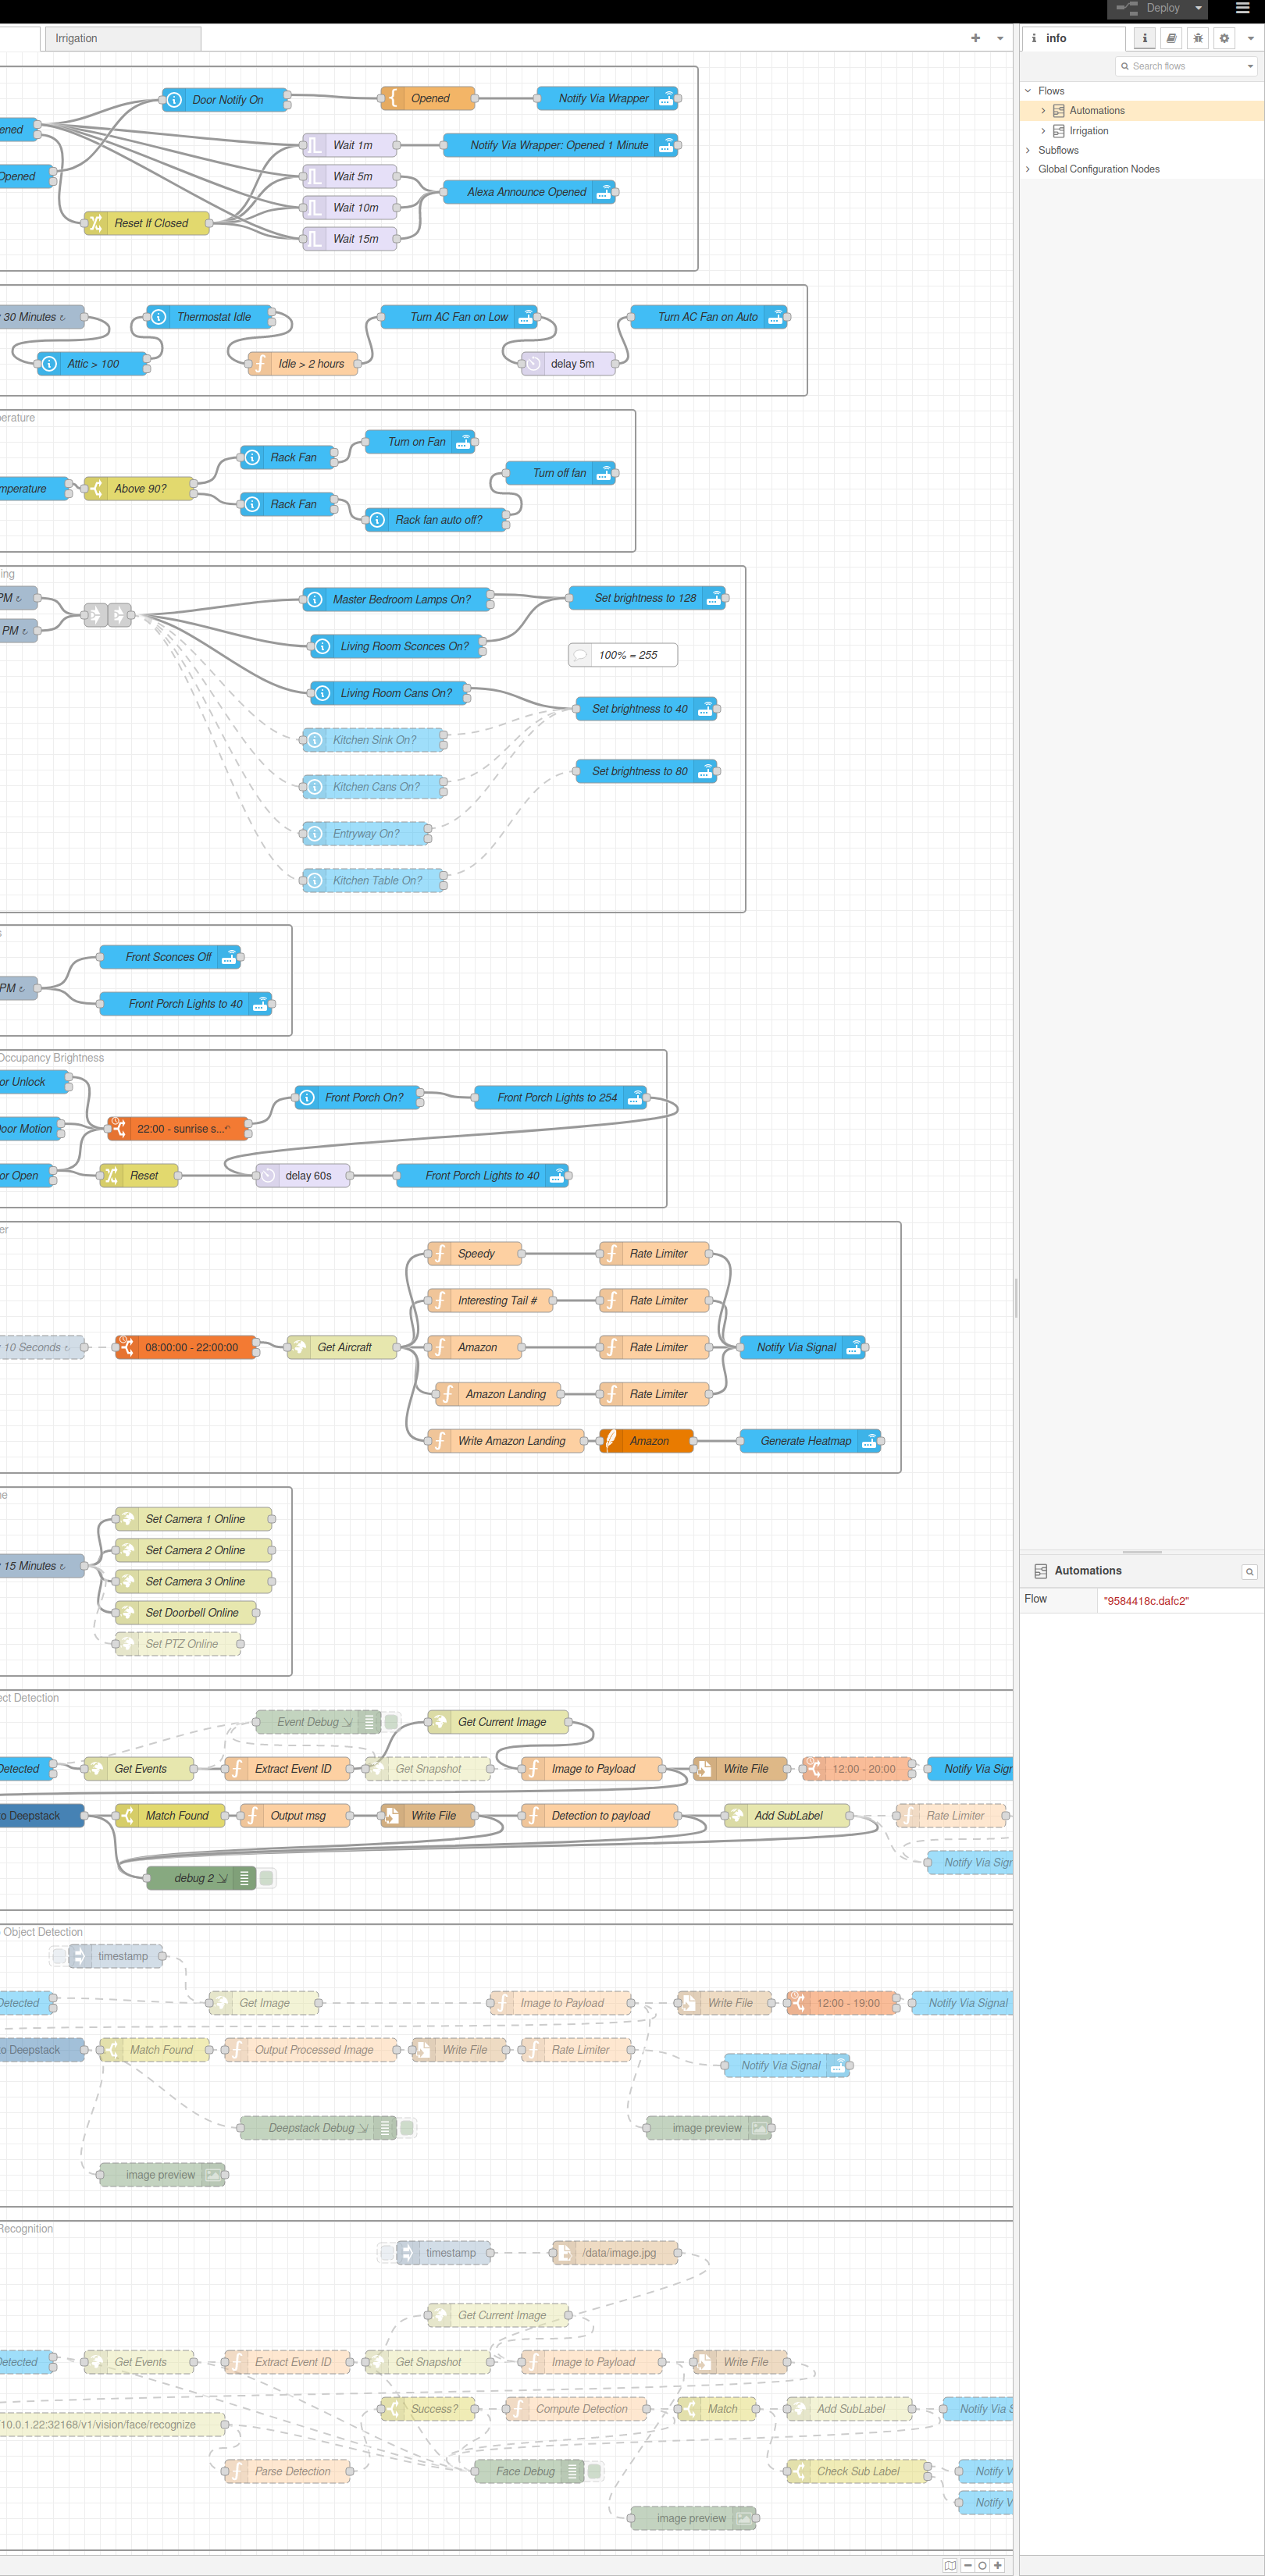 Deploy
Irrigation
info
Search flows
Flows
Automations
Irrigation
Subflows
Global Configuration Nodes
Door Notify On
Opened
Notify Via Wrapper
ened
Wait 1m
Notify Via Wrapper: Opened 1 Minute
Opened
Wait 5m
Alexa Announce Opened
Wait 10m
Reset If Closed
Wait 15m
30 Minutes ↻
Thermostat Idle
Turn AC Fan on Low
Turn AC Fan on Auto
Attic > 100
Idle > 2 hours
delay 5m
perature
Turn on Fan
Rack Fan
Turn off fan
mperature
Above 90?
Rack Fan
Rack fan auto off?
ing
PM ↻
Master Bedroom Lamps On?
Set brightness to 128
PM ↻
Living Room Sconces On?
100% = 255
Living Room Cans On?
Set brightness to 40
Kitchen Sink On?
Set brightness to 80
Kitchen Cans On?
Entryway On?
Kitchen Table On?
s
Front Sconces Off
PM ↻
Front Porch Lights to 40
Occupancy Brightness
or Unlock
Front Porch On?
Front Porch Lights to 254
oor Motion
22:00 - sunrise s...
or Open
Reset
delay 60s
Front Porch Lights to 40
er
Speedy
Rate Limiter
Interesting Tail #
Rate Limiter
10 Seconds ↻
08:00:00 - 22:00:00
Get Aircraft
Amazon
Rate Limiter
Notify Via Signal
Amazon Landing
Rate Limiter
Write Amazon Landing
Amazon
Generate Heatmap
ne
Set Camera 1 Online
Set Camera 2 Online
15 Minutes ↻
Set Camera 3 Online
Set Doorbell Online
Set PTZ Online
Automations
Flow
"9584418c.dafc2"
ect Detection
Event Debug
Get Current Image
Detected
Get Events
Extract Event ID
Get Snapshot
Image to Payload
Write File
12:00 - 20:00
Notify Via Sigr
to Deepstack
Match Found
Output msg
Write File
Detection to payload
Add SubLabel
Rate Limiter
Notify Via Sigr
debug 2
Object Detection
timestamp
Detected
Get Image
Image to Payload
Write File
12:00 - 19:00
Notify Via Signal
o Deepstack
Match Found
Output Processed Image
Write File
Rate Limiter
Notify Via Signal
Deepstack Debug
image preview
image preview
Recognition
timestamp
/data/image.jpg
Get Current Image
etected
Get Events
Extract Event ID
Get Snapshot
Image to Payload
Write File
Success?
Compute Detection
Match
Add SubLabel
Notify Via S
10.0.1.22:32168/v1/vision/face/recognize
Parse Detection
Face Debug
Check Sub Label
Notify V
Notify V
image preview